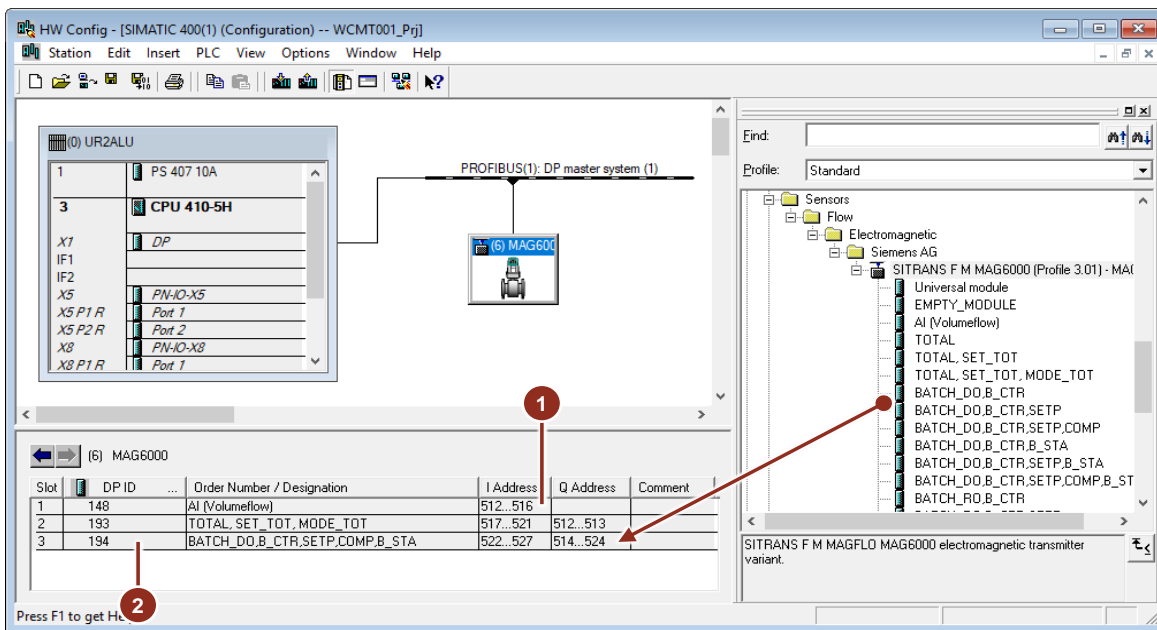 HW Config - [SIMATIC 400(1) (Configuration) -- WCMT001_Prj]
Station Edit Insert PLC View Options Window Help
(0) UR2ALU
1 PS 407 10A
3 CPU 410-5H
X1 DP
IF1
IF2
X5 PN-IO-X5
X5 P1 R Port 1
X5 P2 R Port 2
X8 PN-IO-X8
X8 P1 R Port 1
PROFIBUS(1): DP master system (1)
(6) MAG600
Find:
Profile: Standard
Sensors
Flow
Electromagnetic
Siemens AG
SITRANS F M MAG6000 (Profile 3.01) - MA
Universal module
EMPTY_MODULE
AI (Volumeflow)
TOTAL
TOTAL, SET_TOT
TOTAL, SET_TOT, MODE_TOT
BATCH_DO,B_CTR
BATCH_DO,B_CTR,SETP
BATCH_DO,B_CTR,SETP,COMP
BATCH_DO,B_CTR,B_STA
BATCH_DO,B_CTR,SETP,B_STA
BATCH_DO,B_CTR,SETP,COMP,B_ST
BATCH_RO,B_CTR
SITRANS F M MAGFLO MAG6000 electromagnetic transmitter
variant.
1
(6) MAG6000
Slot DP ID ... Order Number / Designation I Address Q Address Comment
1 148 AI (Volumeflow) 512...516
2 193 TOTAL, SET_TOT, MODE_TOT 517...521 512...513
3 194 BATCH_DO,B_CTR,SETP,COMP,B_STA 522...527 514...524
2
Press F1 to get He